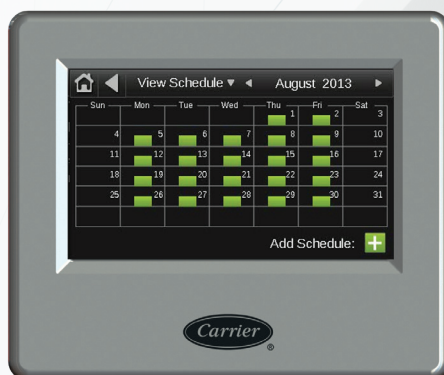 View Schedule ▼ ◄ August 2013 ►
Sun Mon Tue Wed Thu Fri Sat
1 2 3
4 5 6 7 8 9 10
11 12 13 14 15 16 17
18 19 20 21 22 23 24
25 26 27 28 29 30 31
Add Schedule: +
Carrier ®